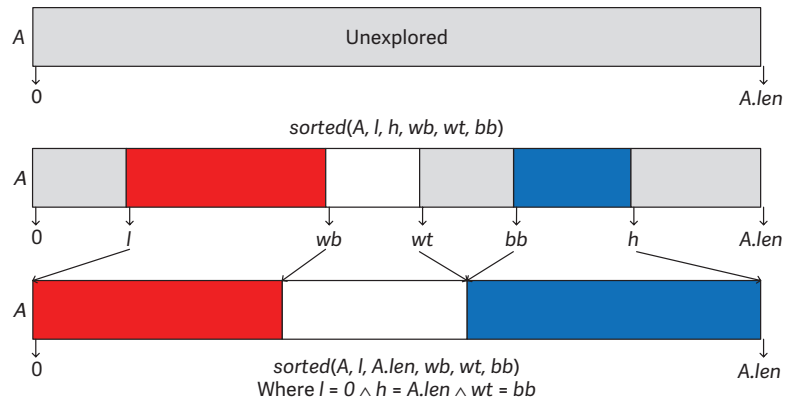 A Unexplored
0 A.len
sorted(A, l, h, wb, wt, bb)
A
0 l wb wt bb h A.len
A
0 sorted(A, l, A.len, wb, wt, bb) A.len
Where l = 0 ∧ h = A.len ∧ wt = bb